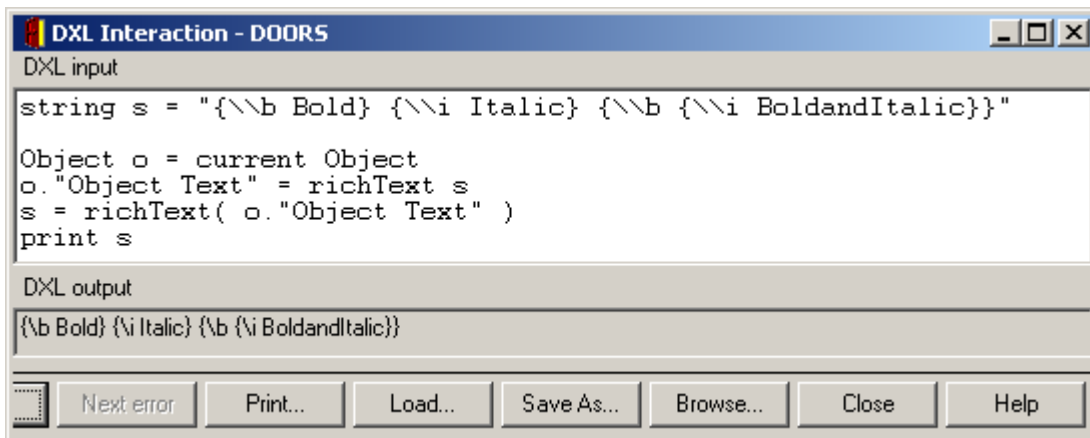 DXL Interaction - DOORS
DXL input
string s = "{\\b Bold} {\\i Italic} {\\b {\\i BoldandItalic}}"
Object o = current Object
o."Object Text" = richText s
s = richText( o."Object Text" )
print s
DXL output
{\b Bold} {\i Italic} {\b {\i BoldandItalic}}
Next error Print... Load... Save As... Browse... Close Help